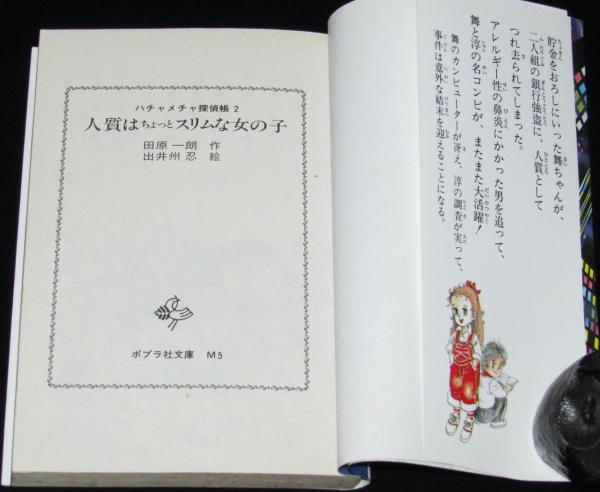 ハチャメチャ探偵帳 2
人質はちょっとスリムな女の子
田原一朗 作
出井州忍 絵
ポプラ社文庫 M5
貯金をおろしにいった舞ちゃんが、
二人組の銀行強盗に、人質として
つれ去られてしまった。
アレルギー性の鼻炎にかかった男を追って、
舞と淳の名コンビが、またまた大活躍!
舞のカンピューターが冴え、淳の調査が実って、
事件は意外な結末を迎えることになる。